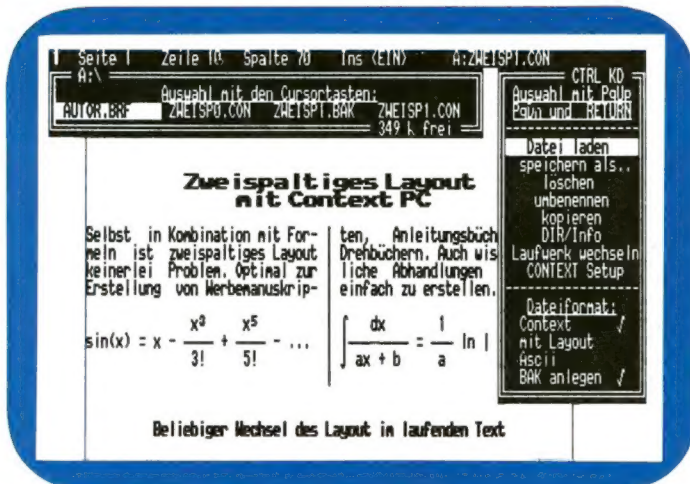 1 Seite 1 Zeile 10 Spalte 70 Ins (EIN) A:ZWEISP1.CON
A:\
Auswahl mit den Cursortasten:
AUTOR.BRF ZWEISP0.CON ZWEISP1.BAK ZWEISP1.CON
349 k frei
CTRL KD
Auswahl mit PgUp
PgDn und RETURN
Datei laden
speichern als..
löschen
umbenennen
kopieren
DIR/Info
Laufwerk wechseln
CONTEXT Setup
Dateiformat:
Context √
mit Layout
Ascii
BAK anlegen √
Zweispaltiges Layout
mit Context PC
Selbst in Kombination mit For-
meln ist zweispaltiges Layout
keinerlei Problem. Optimal zur
Erstellung von Werbemanuskrip-
sin(x) = x - x³/3! + x⁵/5! - ...
ten, Anleitungsbüch
Drehbüchern. Auch wis
liche Abhandlungen
einfach zu erstellen.
∫ dx/(ax + b) = 1/a ln |
Beliebiger Wechsel des Layout im laufenden Text